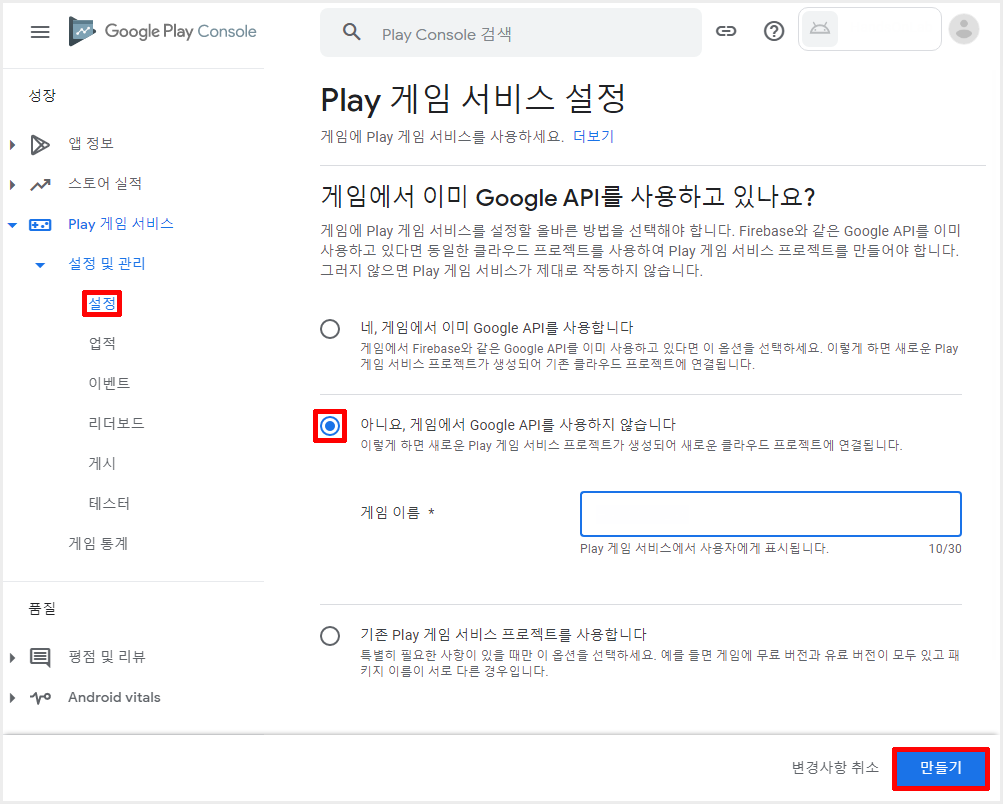 Google Play Console
Play Console 검색
성장
앱 정보
스토어 실적
Play 게임 서비스
설정 및 관리
설정
업적
이벤트
리더보드
게시
테스터
게임 통계
품질
평점 및 리뷰
Android vitals
Play 게임 서비스 설정
게임에 Play 게임 서비스를 사용하세요. 더보기
게임에서 이미 Google API를 사용하고 있나요?
게임에 Play 게임 서비스를 설정할 올바른 방법을 선택해야 합니다. Firebase와 같은 Google API를 이미
사용하고 있다면 동일한 클라우드 프로젝트를 사용하여 Play 게임 서비스 프로젝트를 만들어야 합니다.
그러지 않으면 Play 게임 서비스가 제대로 작동하지 않습니다.
네, 게임에서 이미 Google API를 사용합니다
게임에서 Firebase와 같은 Google API를 이미 사용하고 있다면 이 옵션을 선택하세요. 이렇게 하면 새로운 Play
게임 서비스 프로젝트가 생성되어 기존 클라우드 프로젝트에 연결됩니다.
아니요, 게임에서 Google API를 사용하지 않습니다
이렇게 하면 새로운 Play 게임 서비스 프로젝트가 생성되어 새로운 클라우드 프로젝트에 연결됩니다.
게임 이름 *
Play 게임 서비스에서 사용자에게 표시됩니다. 10/30
기존 Play 게임 서비스 프로젝트를 사용합니다
특별히 필요한 사항이 있을 때만 이 옵션을 선택하세요. 예를 들면 게임에 무료 버전과 유료 버전이 모두 있고 패
키지 이름이 서로 다른 경우입니다.
변경사항 취소
만들기